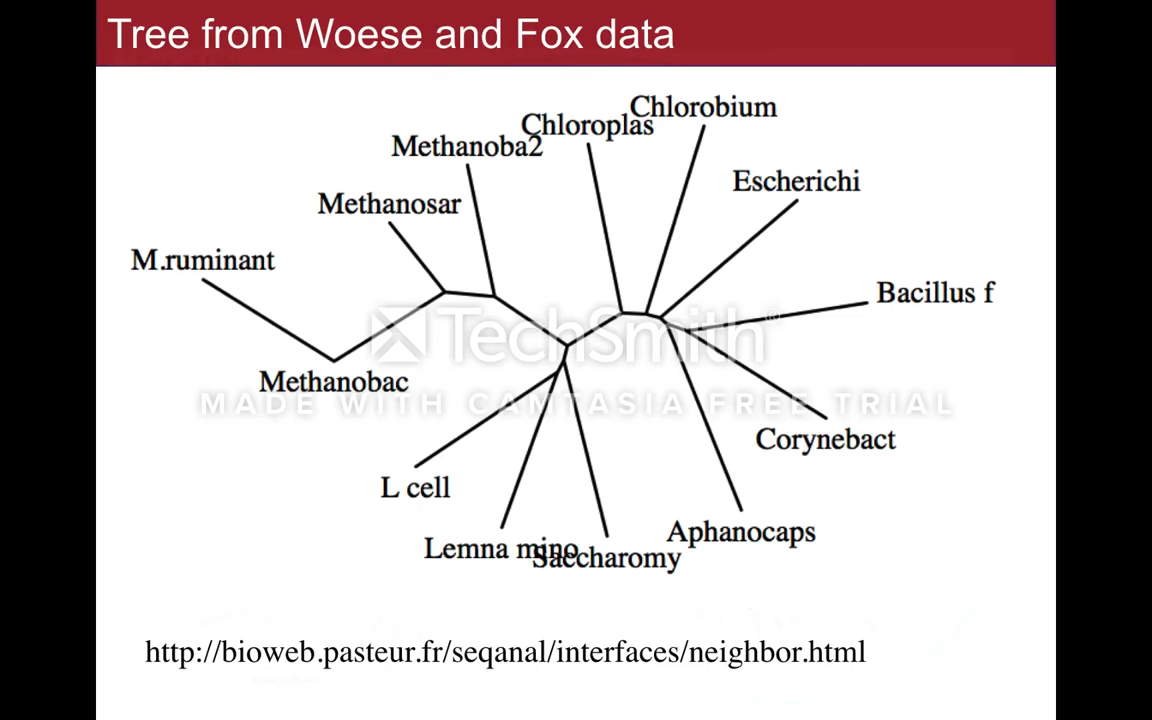 Tree from Woese and Fox data
Chlorobium
Chloroplas
Methanoba2
Escherichi
Methanosar
M.ruminant
Bacillus f
TechSmith®
Methanobac
MADE WITH CAMTASIA FREE TRIAL
Corynebact
L cell
Aphanocaps
Lemna mino
Saccharomy
http://bioweb.pasteur.fr/seqanal/interfaces/neighbor.html